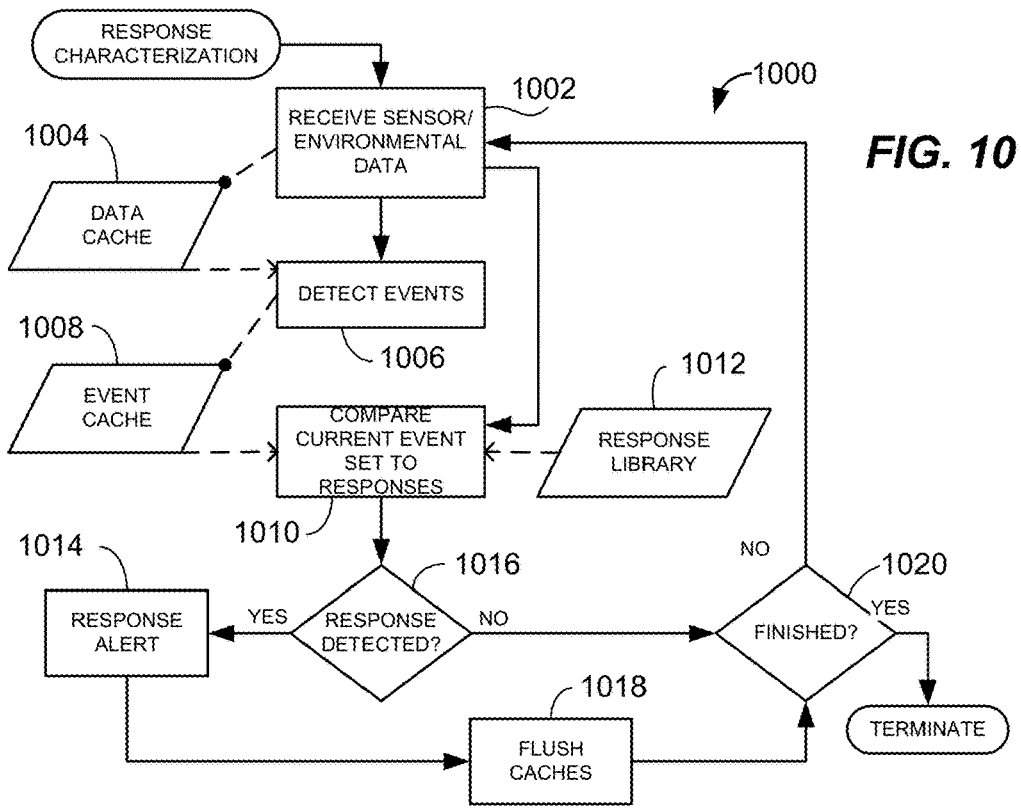 RESPONSE
CHARACTERIZATION
1000
1002
RECEIVE SENSOR/
ENVIRONMENTAL
DATA
FIG. 10
1004
DATA
CACHE
DETECT EVENTS
1006
1008
EVENT
CACHE
1012
COMPARE
CURRENT EVENT
SET TO
RESPONSES
RESPONSE
LIBRARY
1010
1014
RESPONSE
ALERT
YES
1016
RESPONSE
DETECTED?
NO
NO
1020
YES
FINISHED?
TERMINATE
1018
FLUSH
CACHES